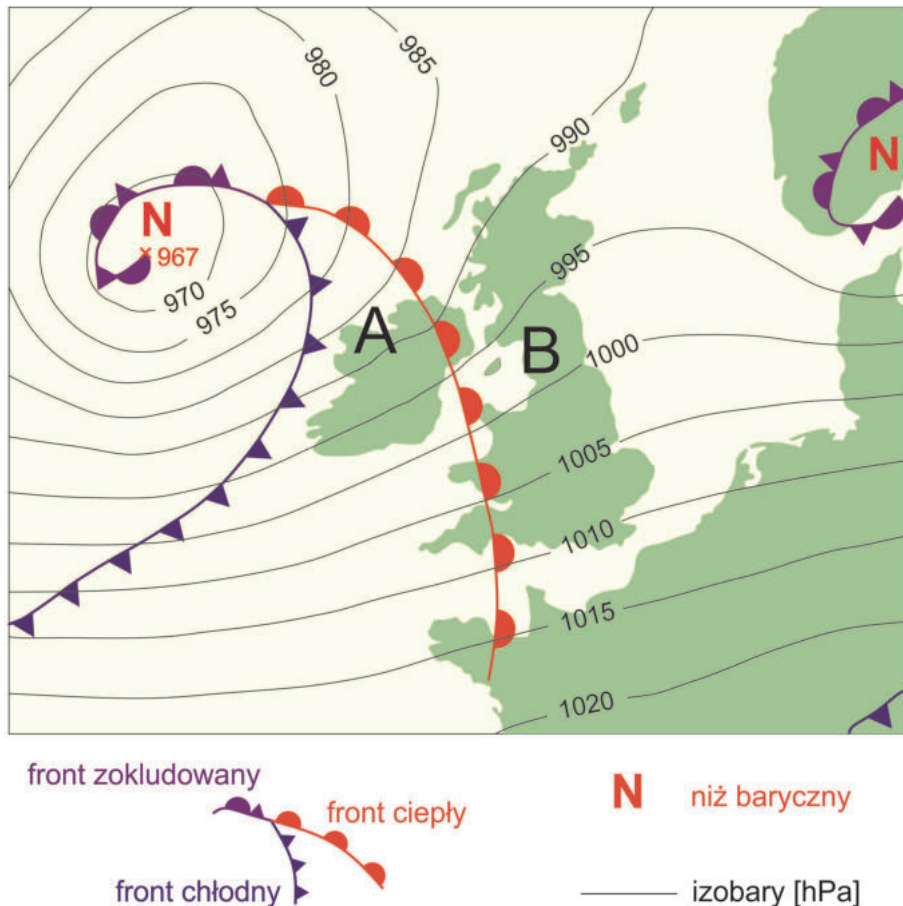 980
985
990
N
N
967
970
975
995
A
B
1000
1005
1010
1015
1020
front zokludowany
front ciepły
front chłodny
N niż baryczny
izobary [hPa]